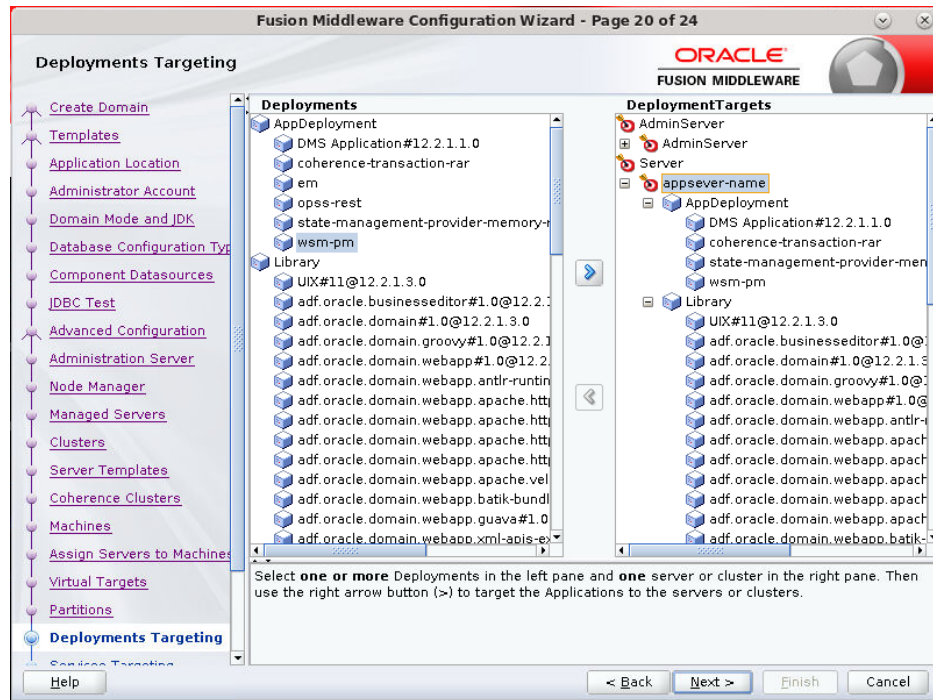 Fusion Middleware Configuration Wizard - Page 20 of 24
Deployments Targeting
ORACLE
FUSION MIDDLEWARE
Create Domain
Templates
Application Location
Administrator Account
Domain Mode and JDK
Database Configuration Typ
Component Datasources
JDBC Test
Advanced Configuration
Administration Server
Node Manager
Managed Servers
Clusters
Server Templates
Coherence Clusters
Machines
Assign Servers to Machines
Virtual Targets
Partitions
Deployments Targeting
Services Targeting
Deployments
AppDeployment
DMS Application#12.2.1.1.0
coherence-transaction-rar
em
opss-rest
state-management-provider-memory-r
wsm-pm
Library
UIX#11@12.2.1.3.0
adf.oracle.businesseditor#1.0@12.2.1
adf.oracle.domain#1.0@12.2.1.3.0
adf.oracle.domain.groovy#1.0@12.2.1
adf.oracle.domain.webapp#1.0@12.2.
adf.oracle.domain.webapp.antlr-runtin
adf.oracle.domain.webapp.apache.htt
adf.oracle.domain.webapp.apache.htt
adf.oracle.domain.webapp.apache.htt
adf.oracle.domain.webapp.apache.htt
adf.oracle.domain.webapp.apache.vel
adf.oracle.domain.webapp.batik-bundl
adf.oracle.domain.webapp.guava#1.0
adf.oracle.domain.webapp.xml-apis-ex
DeploymentTargets
AdminServer
AdminServer
Server
appsever-name
AppDeployment
DMS Application#12.2.1.1.0
coherence-transaction-rar
state-management-provider-mem
wsm-pm
Library
UIX#11@12.2.1.3.0
adf.oracle.businesseditor#1.0@
adf.oracle.domain#1.0@12.2.1.3
adf.oracle.domain.groovy#1.0@
adf.oracle.domain.webapp#1.0@
adf.oracle.domain.webapp.antlr-
adf.oracle.domain.webapp.apach
adf.oracle.domain.webapp.apach
adf.oracle.domain.webapp.apach
adf.oracle.domain.webapp.apach
adf.oracle.domain.webapp.apach
adf.oracle.domain.webapp.batik-
Select one or more Deployments in the left pane and one server or cluster in the right pane. Then
use the right arrow button (>) to target the Applications to the servers or clusters.
Help
< Back
Next >
Finish
Cancel